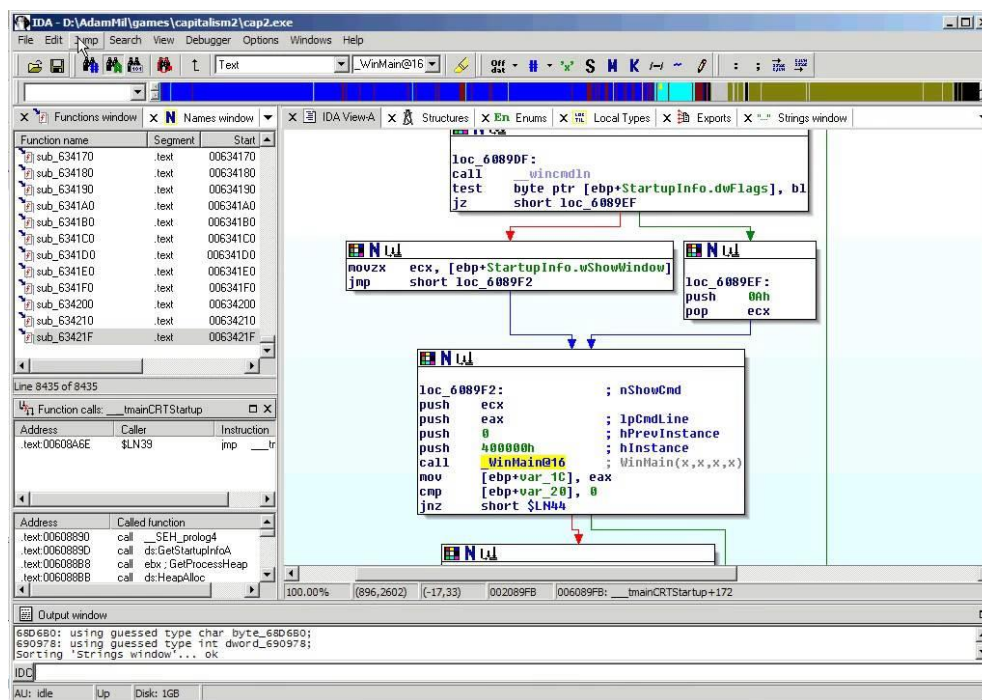 IDA - D:\AdamMil\games\capitalism2\cap2.exe
File Edit Jump Search View Debugger Options Windows Help
Text _WinMain@16 S M K
Functions window N Names window
IDA View-A Structures En Enums Local Types Exports Strings window
Function name Segment Start
sub_634170 .text 00634170
sub_634180 .text 00634180
sub_634190 .text 00634190
sub_6341A0 .text 006341A0
sub_6341B0 .text 006341B0
sub_6341C0 .text 006341C0
sub_6341D0 .text 006341D0
sub_6341E0 .text 006341E0
sub_6341F0 .text 006341F0
sub_634200 .text 00634200
sub_634210 .text 00634210
sub_63421F .text 0063421F
Line 8435 of 8435
Function calls: ___tmainCRTStartup
Address Caller Instruction
.text:00608A6E $LN39 jmp ___tr
Address Called function
.text:00608890 call __SEH_prolog4
.text:0060889D call ds:GetStartupInfoA
.text:006088B8 call ebx ; GetProcessHeap
.text:006088BB call ds:HeapAlloc
loc_6089DF:
call __wincmdln
test byte ptr [ebp+StartupInfo.dwFlags], bl
jz short loc_6089EF
movzx ecx, [ebp+StartupInfo.wShowWindow]
jmp short loc_6089F2
loc_6089EF:
push 0Ah
pop ecx
loc_6089F2: ; nShowCmd
push ecx
push eax ; lpCmdLine
push 0 ; hPrevInstance
push 400000h ; hInstance
call _WinMain@16 ; WinMain(x,x,x,x)
mov [ebp+var_1C], eax
cmp [ebp+var_20], 0
jnz short $LN44
100.00% (896,2602) (-17,33) 002089FB 006089FB: ___tmainCRTStartup+172
Output window
68D6B0: using guessed type char byte_68D6B0;
690978: using guessed type int dword_690978;
Sorting 'Strings window'... ok
IDC
AU: idle Up Disk: 1GB